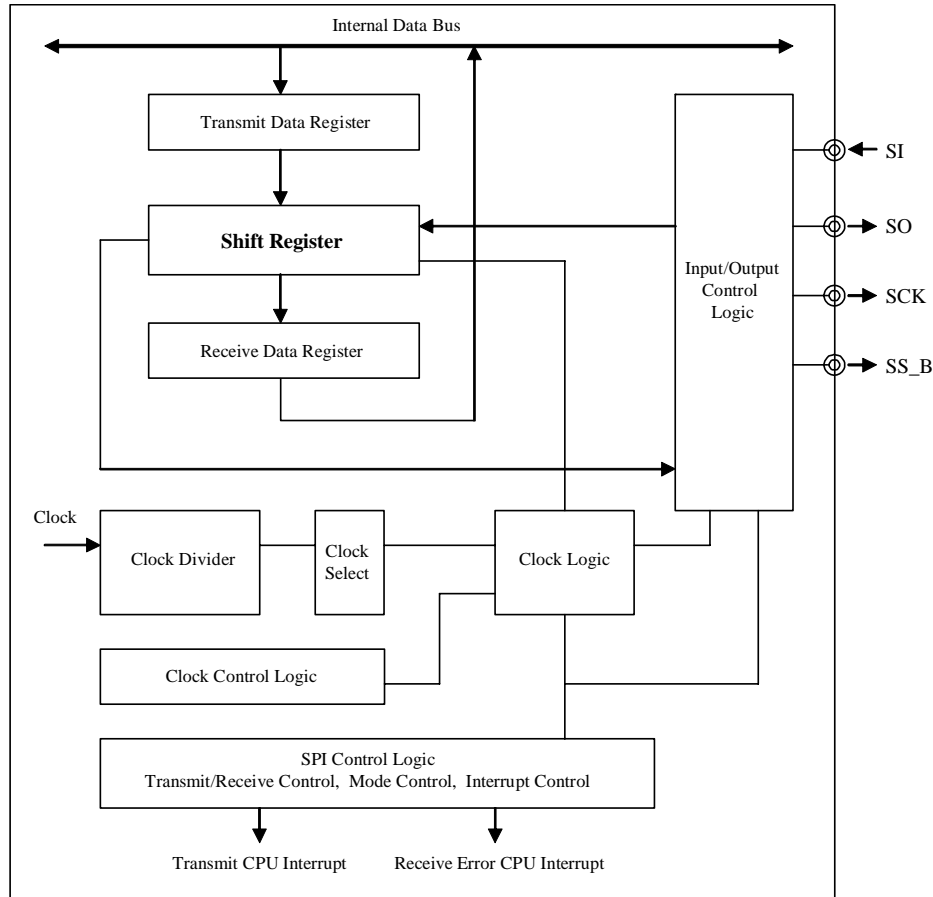 Internal Data Bus
Transmit Data Register
SI
Shift Register
SO
Input/Output
Control
Logic
SCK
Receive Data Register
SS_B
Clock
Clock Divider
Clock
Select
Clock Logic
Clock Control Logic
SPI Control Logic
Transmit/Receive Control, Mode Control, Interrupt Control
Transmit CPU Interrupt
Receive Error CPU Interrupt